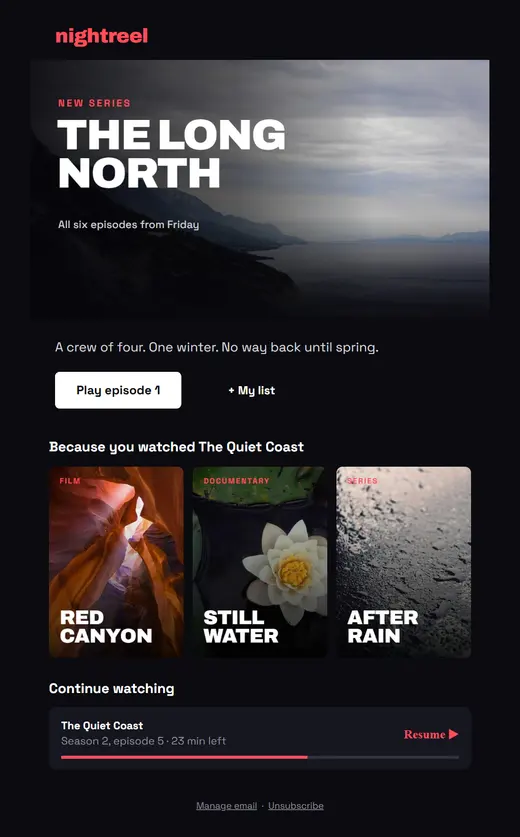 nightreel
NEW SERIES
THE LONG
NORTH
All six episodes from Friday
A crew of four. One winter. No way back until spring.
Play episode 1
+ My list
Because you watched The Quiet Coast
FILM
RED
CANYON
DOCUMENTARY
STILL
WATER
SERIES
AFTER
RAIN
Continue watching
The Quiet Coast
Season 2, episode 5 · 23 min left
Resume ▶
Manage email · Unsubscribe